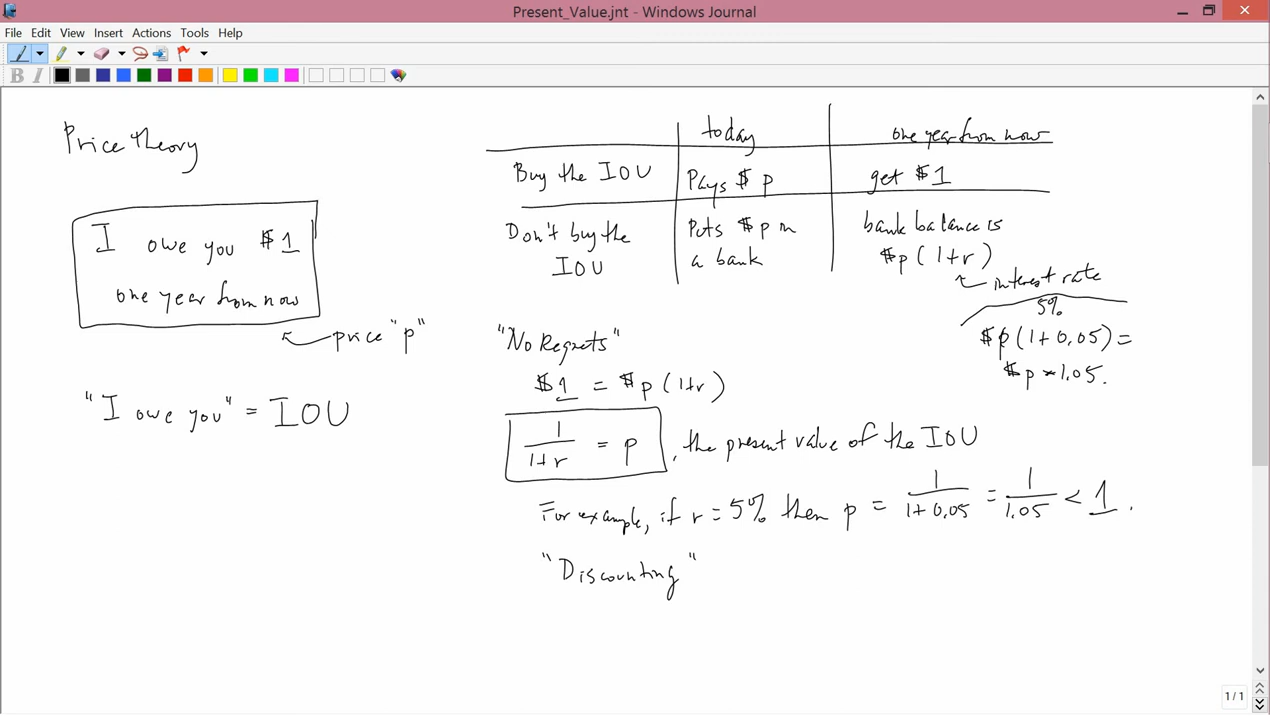 Present_Value.jnt - Windows Journal
File Edit View Insert Actions Tools Help
B I
Price theory
I owe you $1
one year from now
price "p"
"I owe you" = IOU
today one year from now
Buy the IOU Pays $p get $1
Don't buy the IOU Puts $p in a bank bank balance is $p(1+r)
interest rate
5%
$p(1+0.05) =
$p*1.05.
"No Regrets"
$1 = $p(1+r)
1/(1+r) = p, the present value of the IOU
For example, if r = 5% then p = 1/(1+0.05) = 1/1.05 < 1.
"Discounting"
1/1